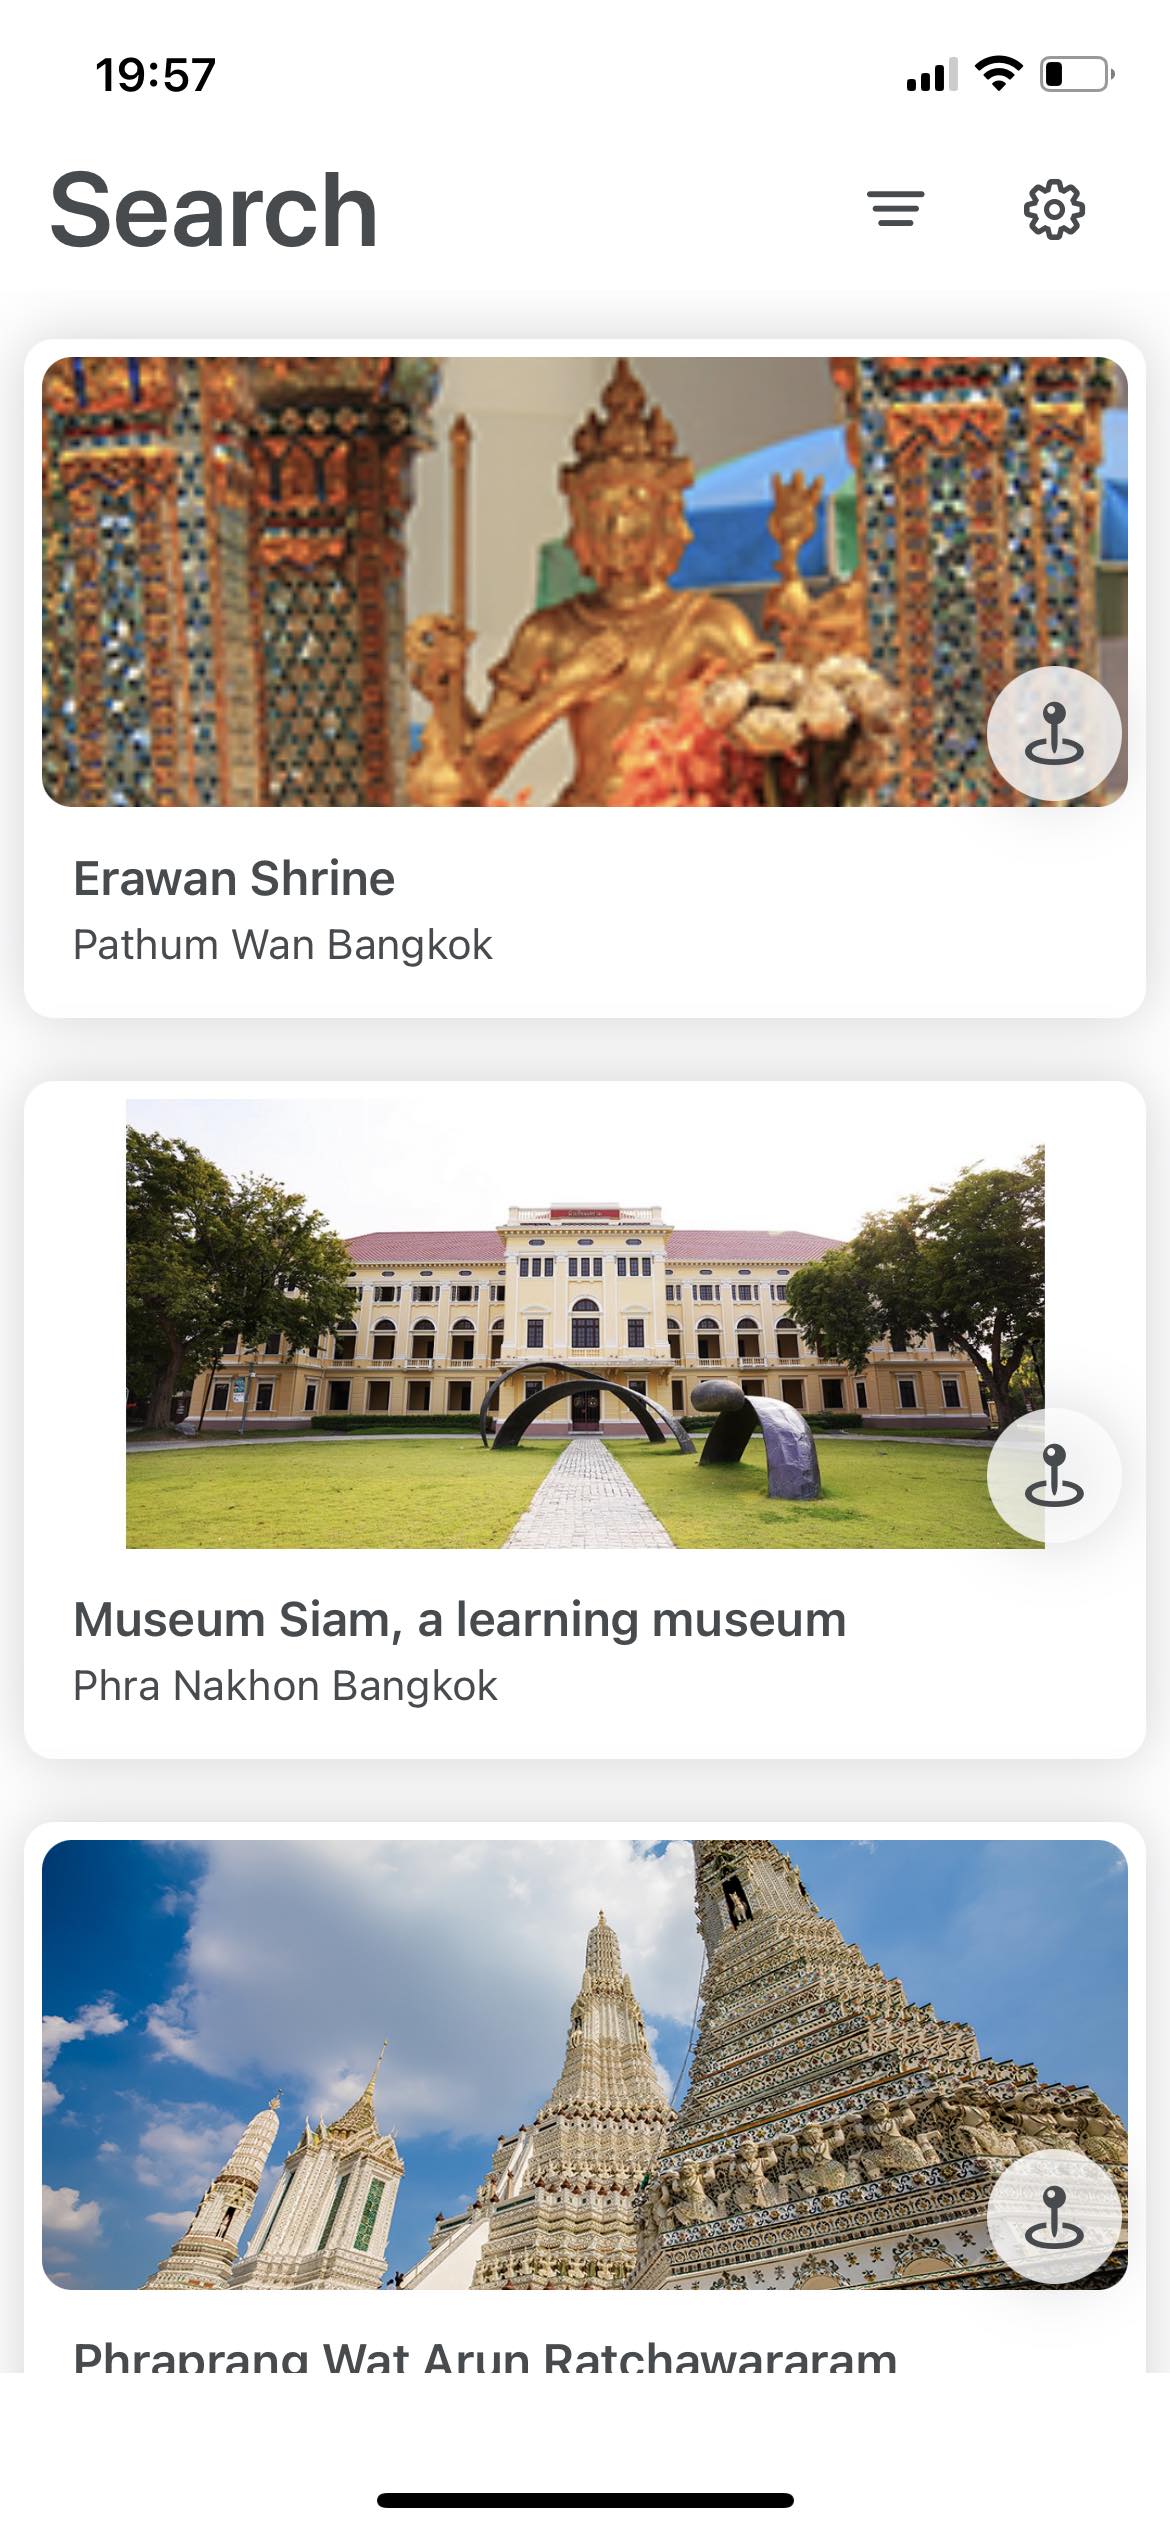 19:57
Search
Erawan Shrine
Pathum Wan Bangkok
Museum Siam, a learning museum
Phra Nakhon Bangkok
Phraprang Wat Arun Ratchawararam